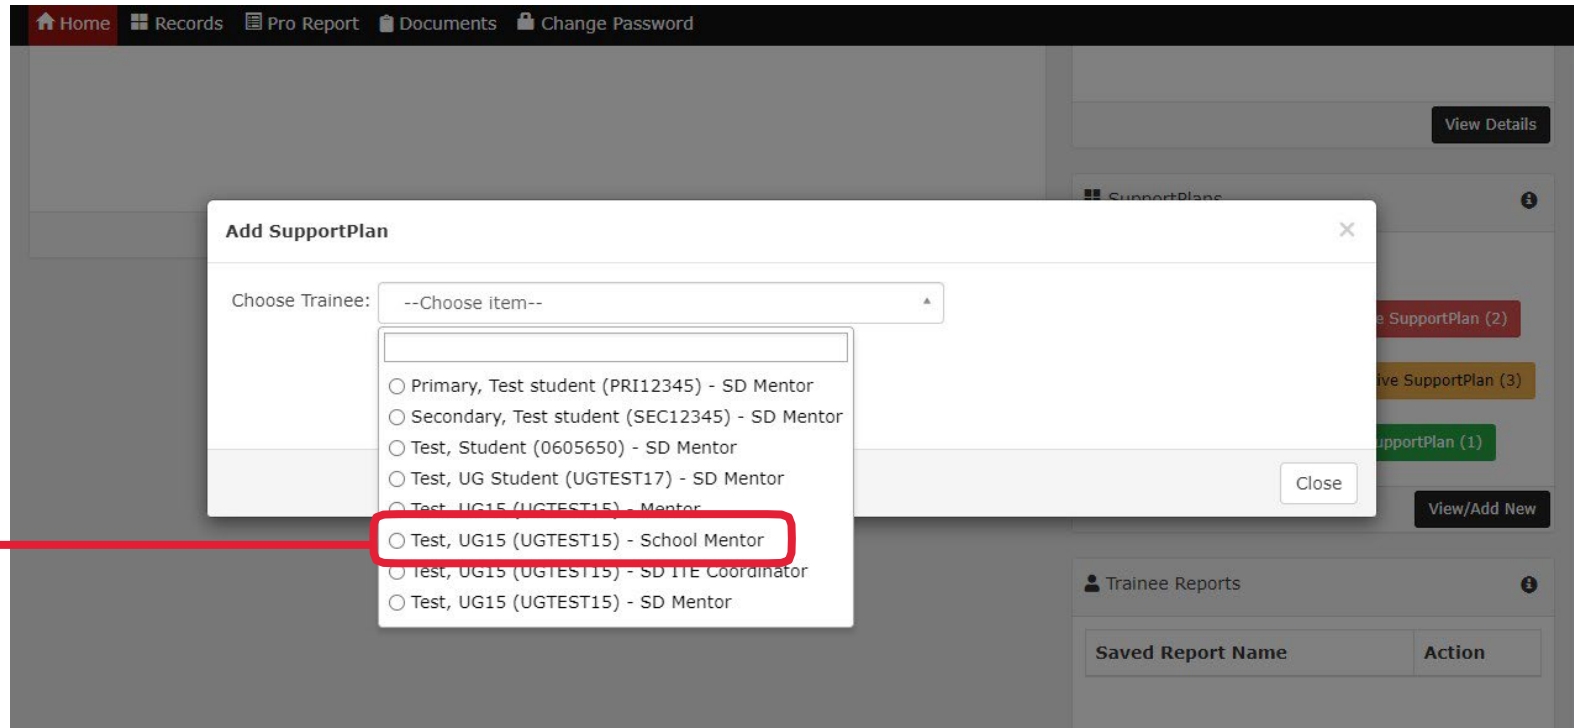 Home Records Pro Report Documents Change Password
View Details
SupportPlans
Add SupportPlan
Choose Trainee: --Choose item--
SupportPlan (2)
Primary, Test student (PRI12345) - SD Mentor
SupportPlan (3)
Secondary, Test student (SEC12345) - SD Mentor
Test, Student (0605650) - SD Mentor
(1)
Test, UG Student (UGTEST17) - SD Mentor
Close
Test, UG15 (UGTEST15) - Mentor
View/Add New
Test, UG15 (UGTEST15) - School Mentor
Test, UG15 (UGTEST15) - SD ITE Coordinator
Trainee Reports
Test, UG15 (UGTEST15) - SD Mentor
Saved Report Name Action